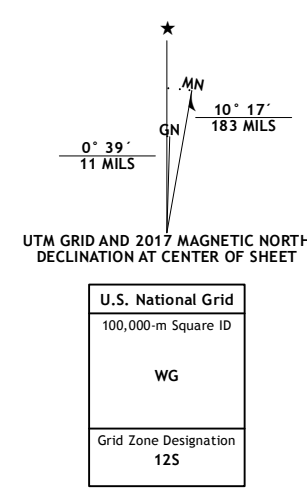 MN
GN
10° 17´
183 MILS
0° 39´
11 MILS
UTM GRID AND 2017 MAGNETIC NORTH
DECLINATION AT CENTER OF SHEET
U.S. National Grid
100,000-m Square ID
WG
Grid Zone Designation
12S